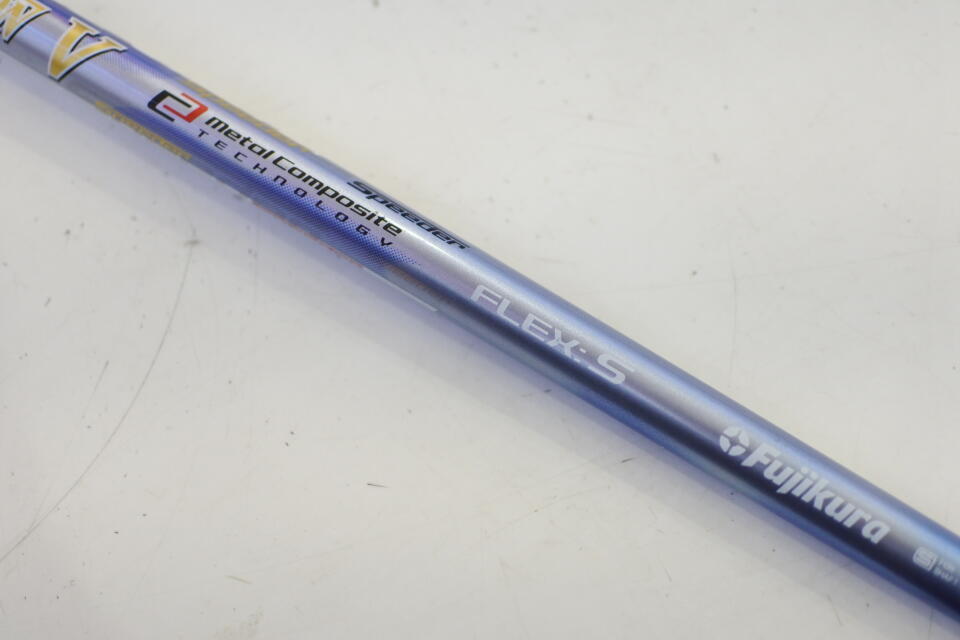 V
metal Composite
TECHNOLOGY
Speeder
FLEX:S
Fujikura